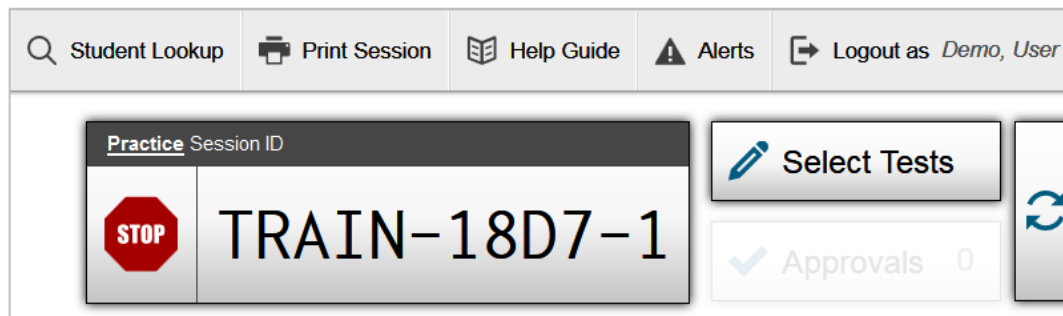 Student Lookup Print Session Help Guide Alerts Logout as Demo, User
Practice Session ID
STOP TRAIN-18D7-1
Select Tests
Approvals 0